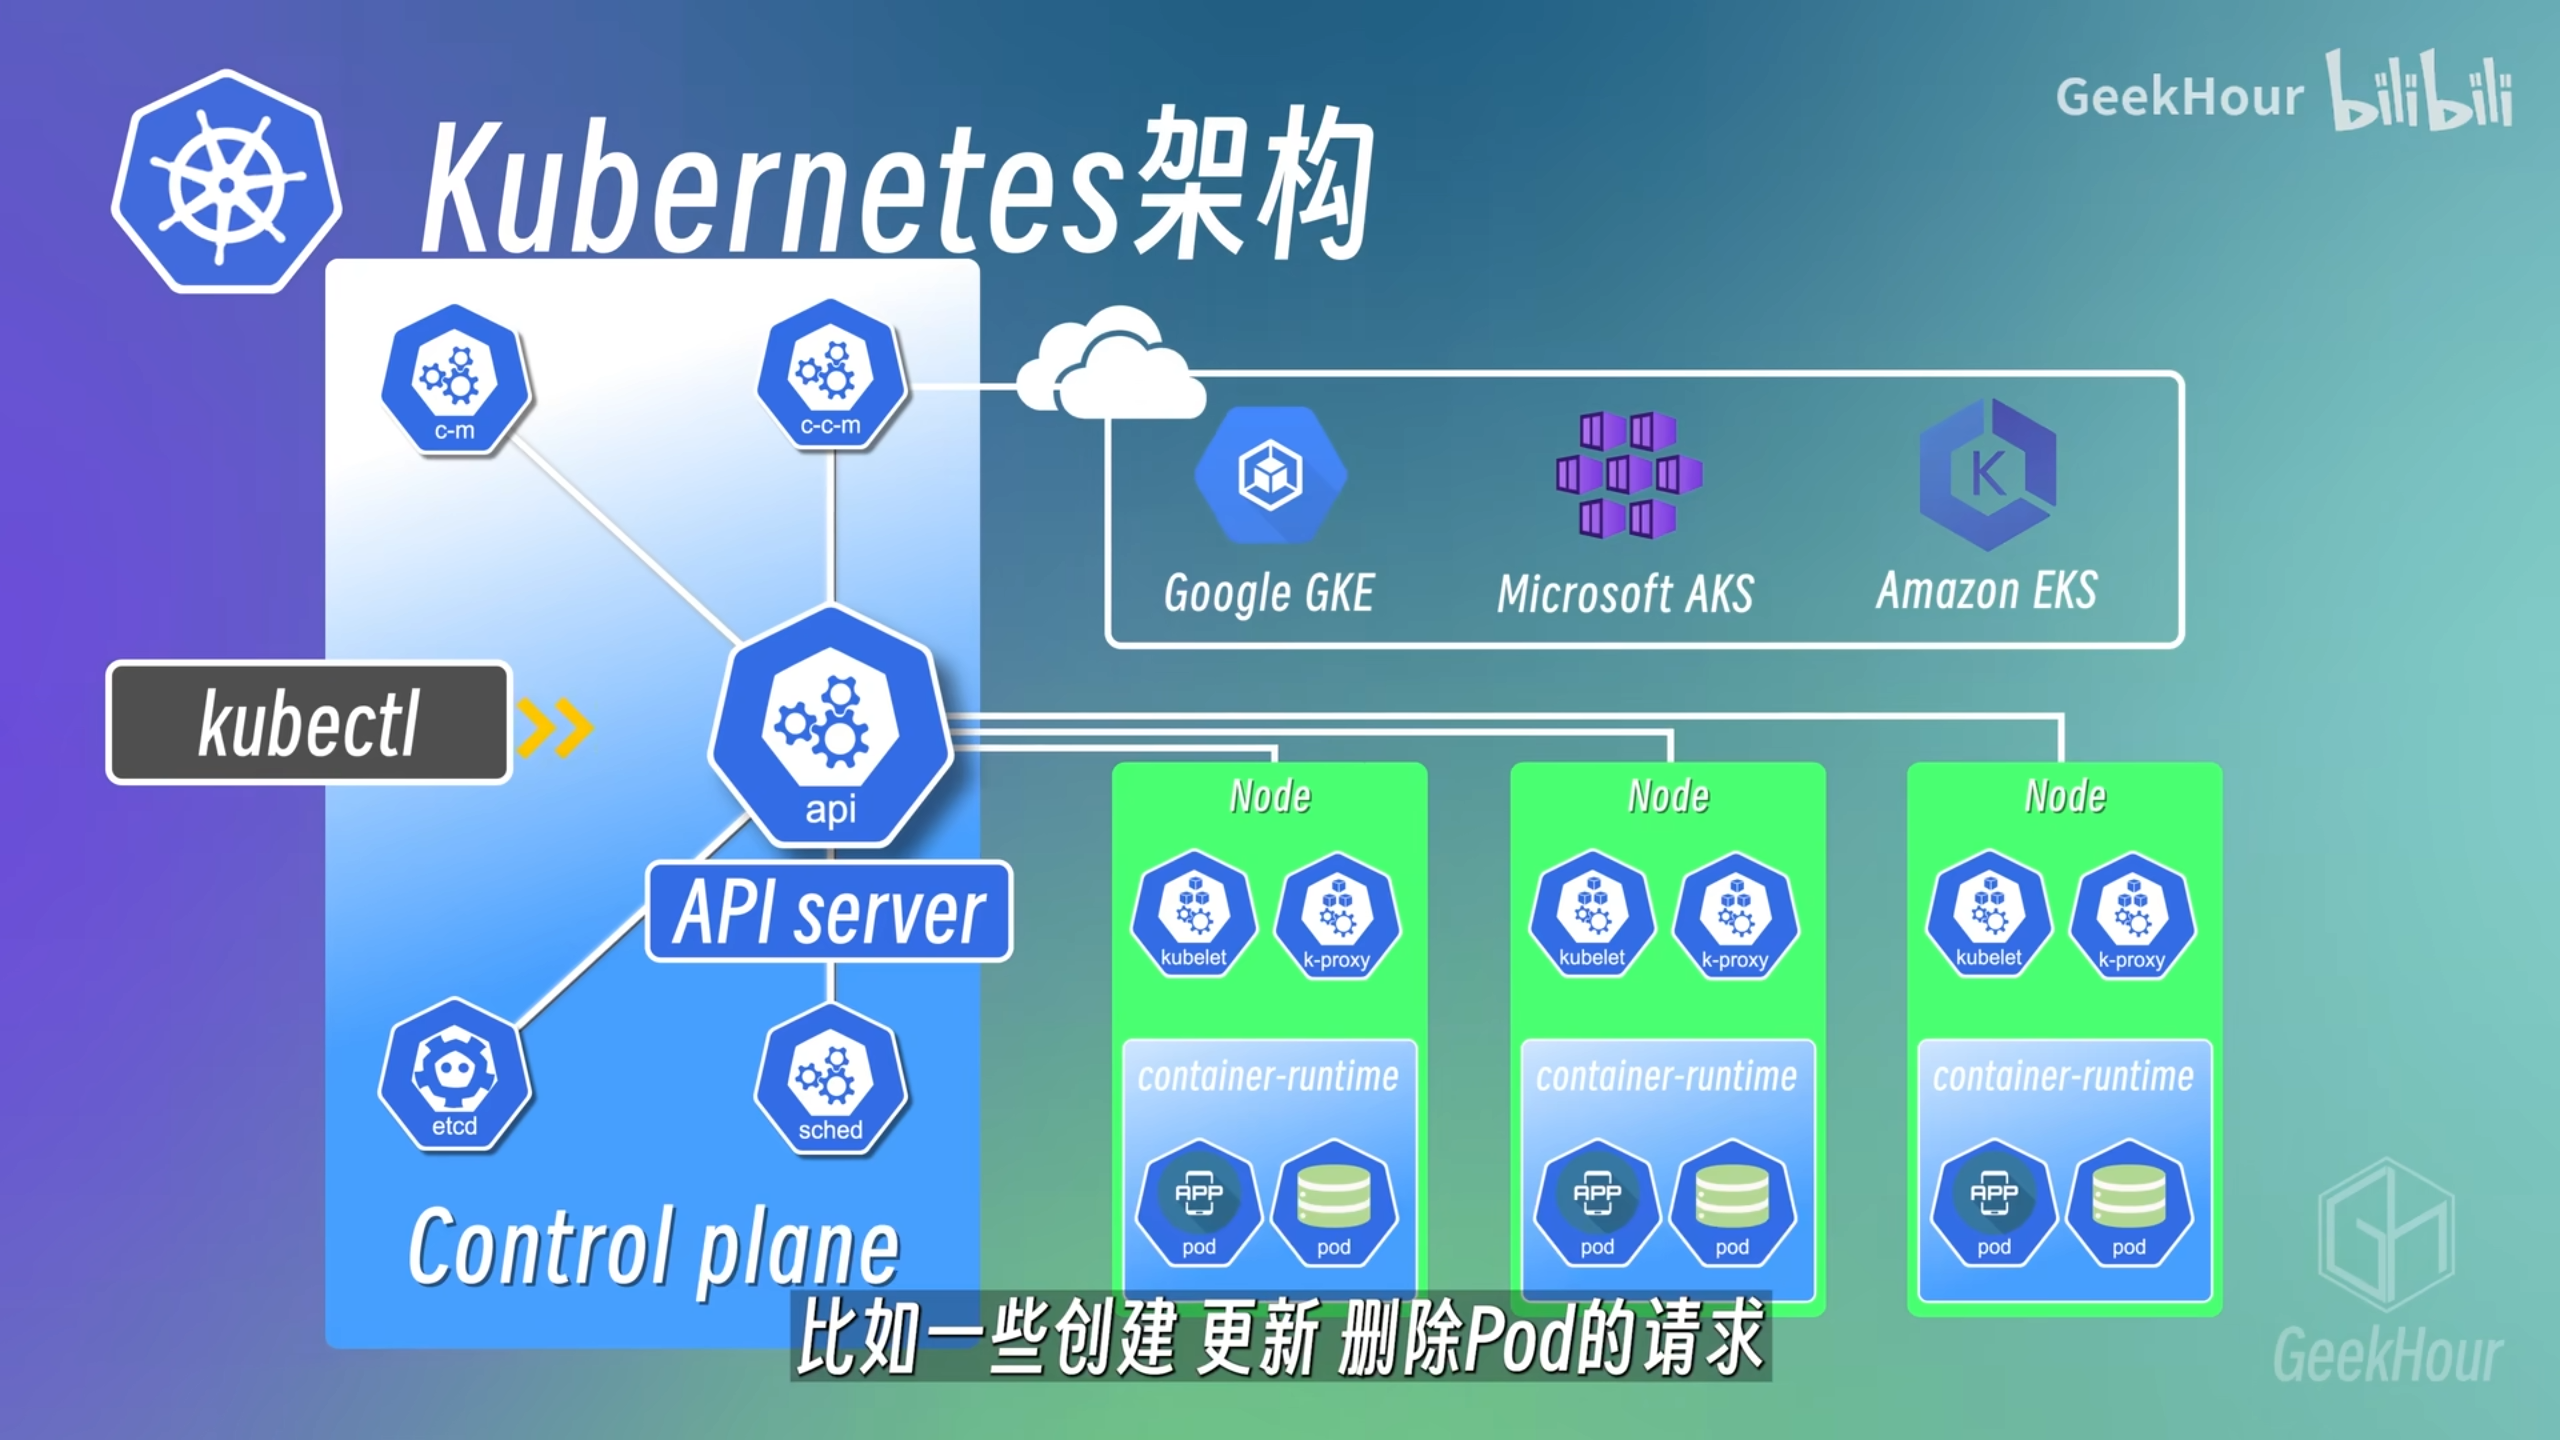 GeekHour bilibili
Kubernetes架构
c-m
c-c-m
K
Google GKE
Microsoft AKS
Amazon EKS
kubectl
api
API server
etcd
sched
Control plane
Node
kubelet
k-proxy
container-runtime
APP
pod
pod
Node
kubelet
k-proxy
container-runtime
APP
pod
pod
Node
kubelet
k-proxy
container-runtime
APP
pod
pod
比如一些创建 更新 删除Pod的请求
GeekHour